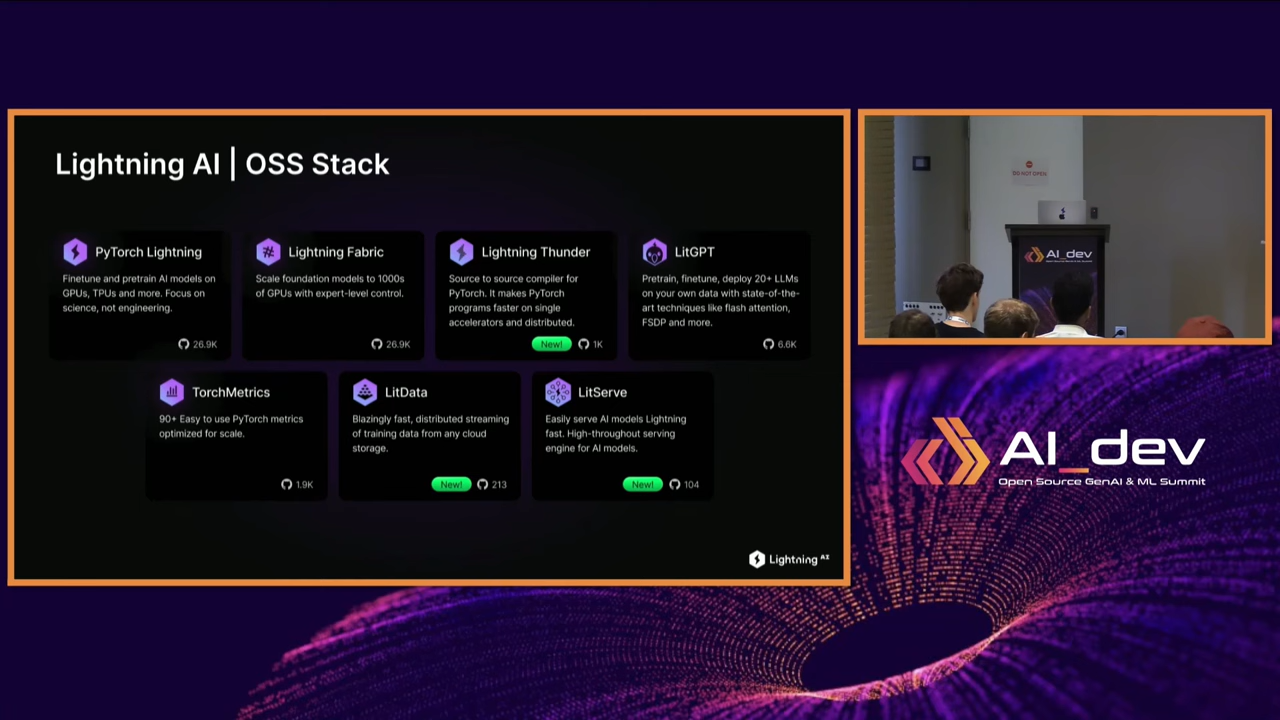 Lightning AI | OSS Stack
PyTorch Lightning
Finetune and pretrain AI models on
GPUs, TPUs and more. Focus on
science, not engineering.
26.9K
Lightning Fabric
Scale foundation models to 1000s
of GPUs with expert-level control.
26.9K
Lightning Thunder
Source to source compiler for
PyTorch. It makes PyTorch
programs faster on single
accelerators and distributed.
New! 1K
LitGPT
Pretrain, finetune, deploy 20+ LLMs
on your own data with state-of-the-
art techniques like flash attention,
FSDP and more.
6.6K
TorchMetrics
90+ Easy to use PyTorch metrics
optimized for scale.
1.9K
LitData
Blazingly fast, distributed streaming
of training data from any cloud
storage.
New! 213
LitServe
Easily serve AI models Lightning
fast. High-throughout serving
engine for AI models.
New! 104
Lightning AI
DO NOT OPEN
AI_dev
AI_dev
Open Source GenAI & ML Summit